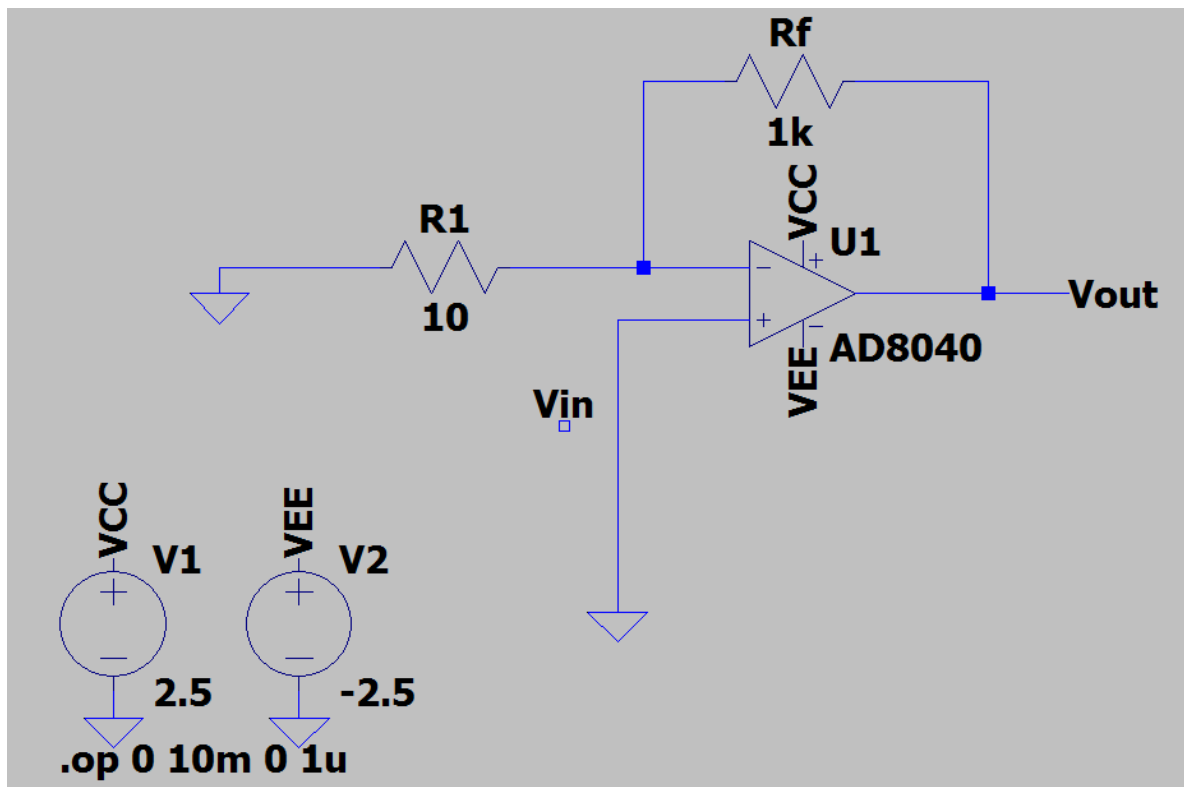 Rf
1k
VCC
U1
R1
10
Vout
AD8040
VEE
Vin
VCC
V1
VEE
V2
2.5
-2.5
.op 0 10m 0 1u